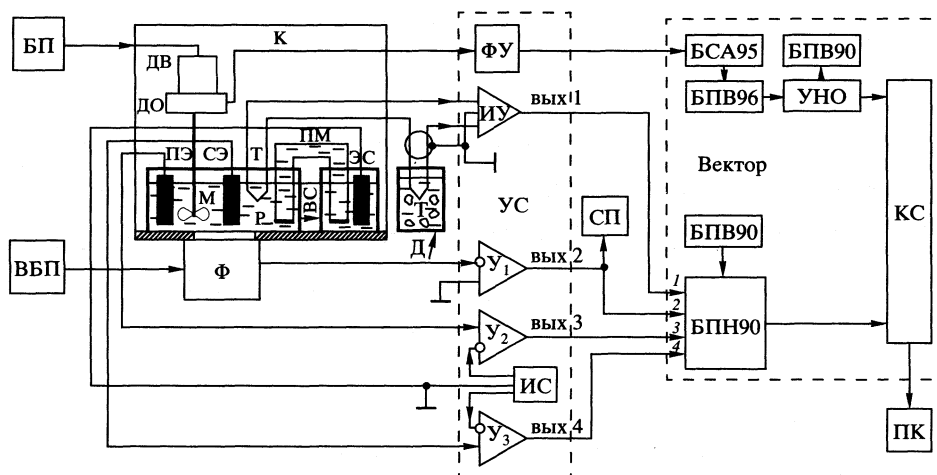 БП
К
ДВ
ДО
ФУ
БСА95
БПВ90
БПВ96
УНО
ИУ
вых 1
ПЭ
СЭ
Т
ПМ
ЭС
М
Р
ВС
Т
Д
УС
Вектор
КС
СП
БПВ90
ВБП
Ф
У1
вых 2
1
2
3
4
БПН90
У2
вых 3
ИС
У3
вых 4
ПК